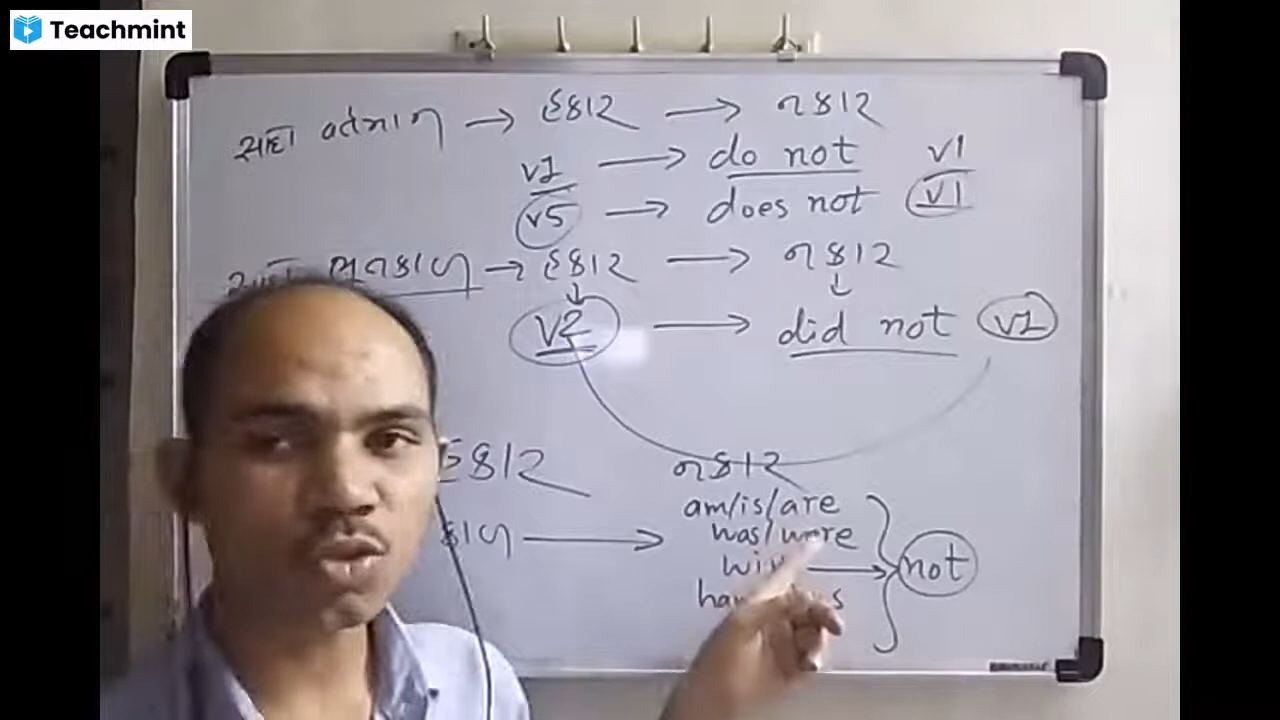 Teachmint
સાદો વર્તમાન → હકાર → નકાર
v1 → do not v1
v5 → does not v1
ભુતકાળ → હકાર → નકાર
v2 → did not v1
હકાર નકાર
am/is/are
કાળ → was/were
→ not